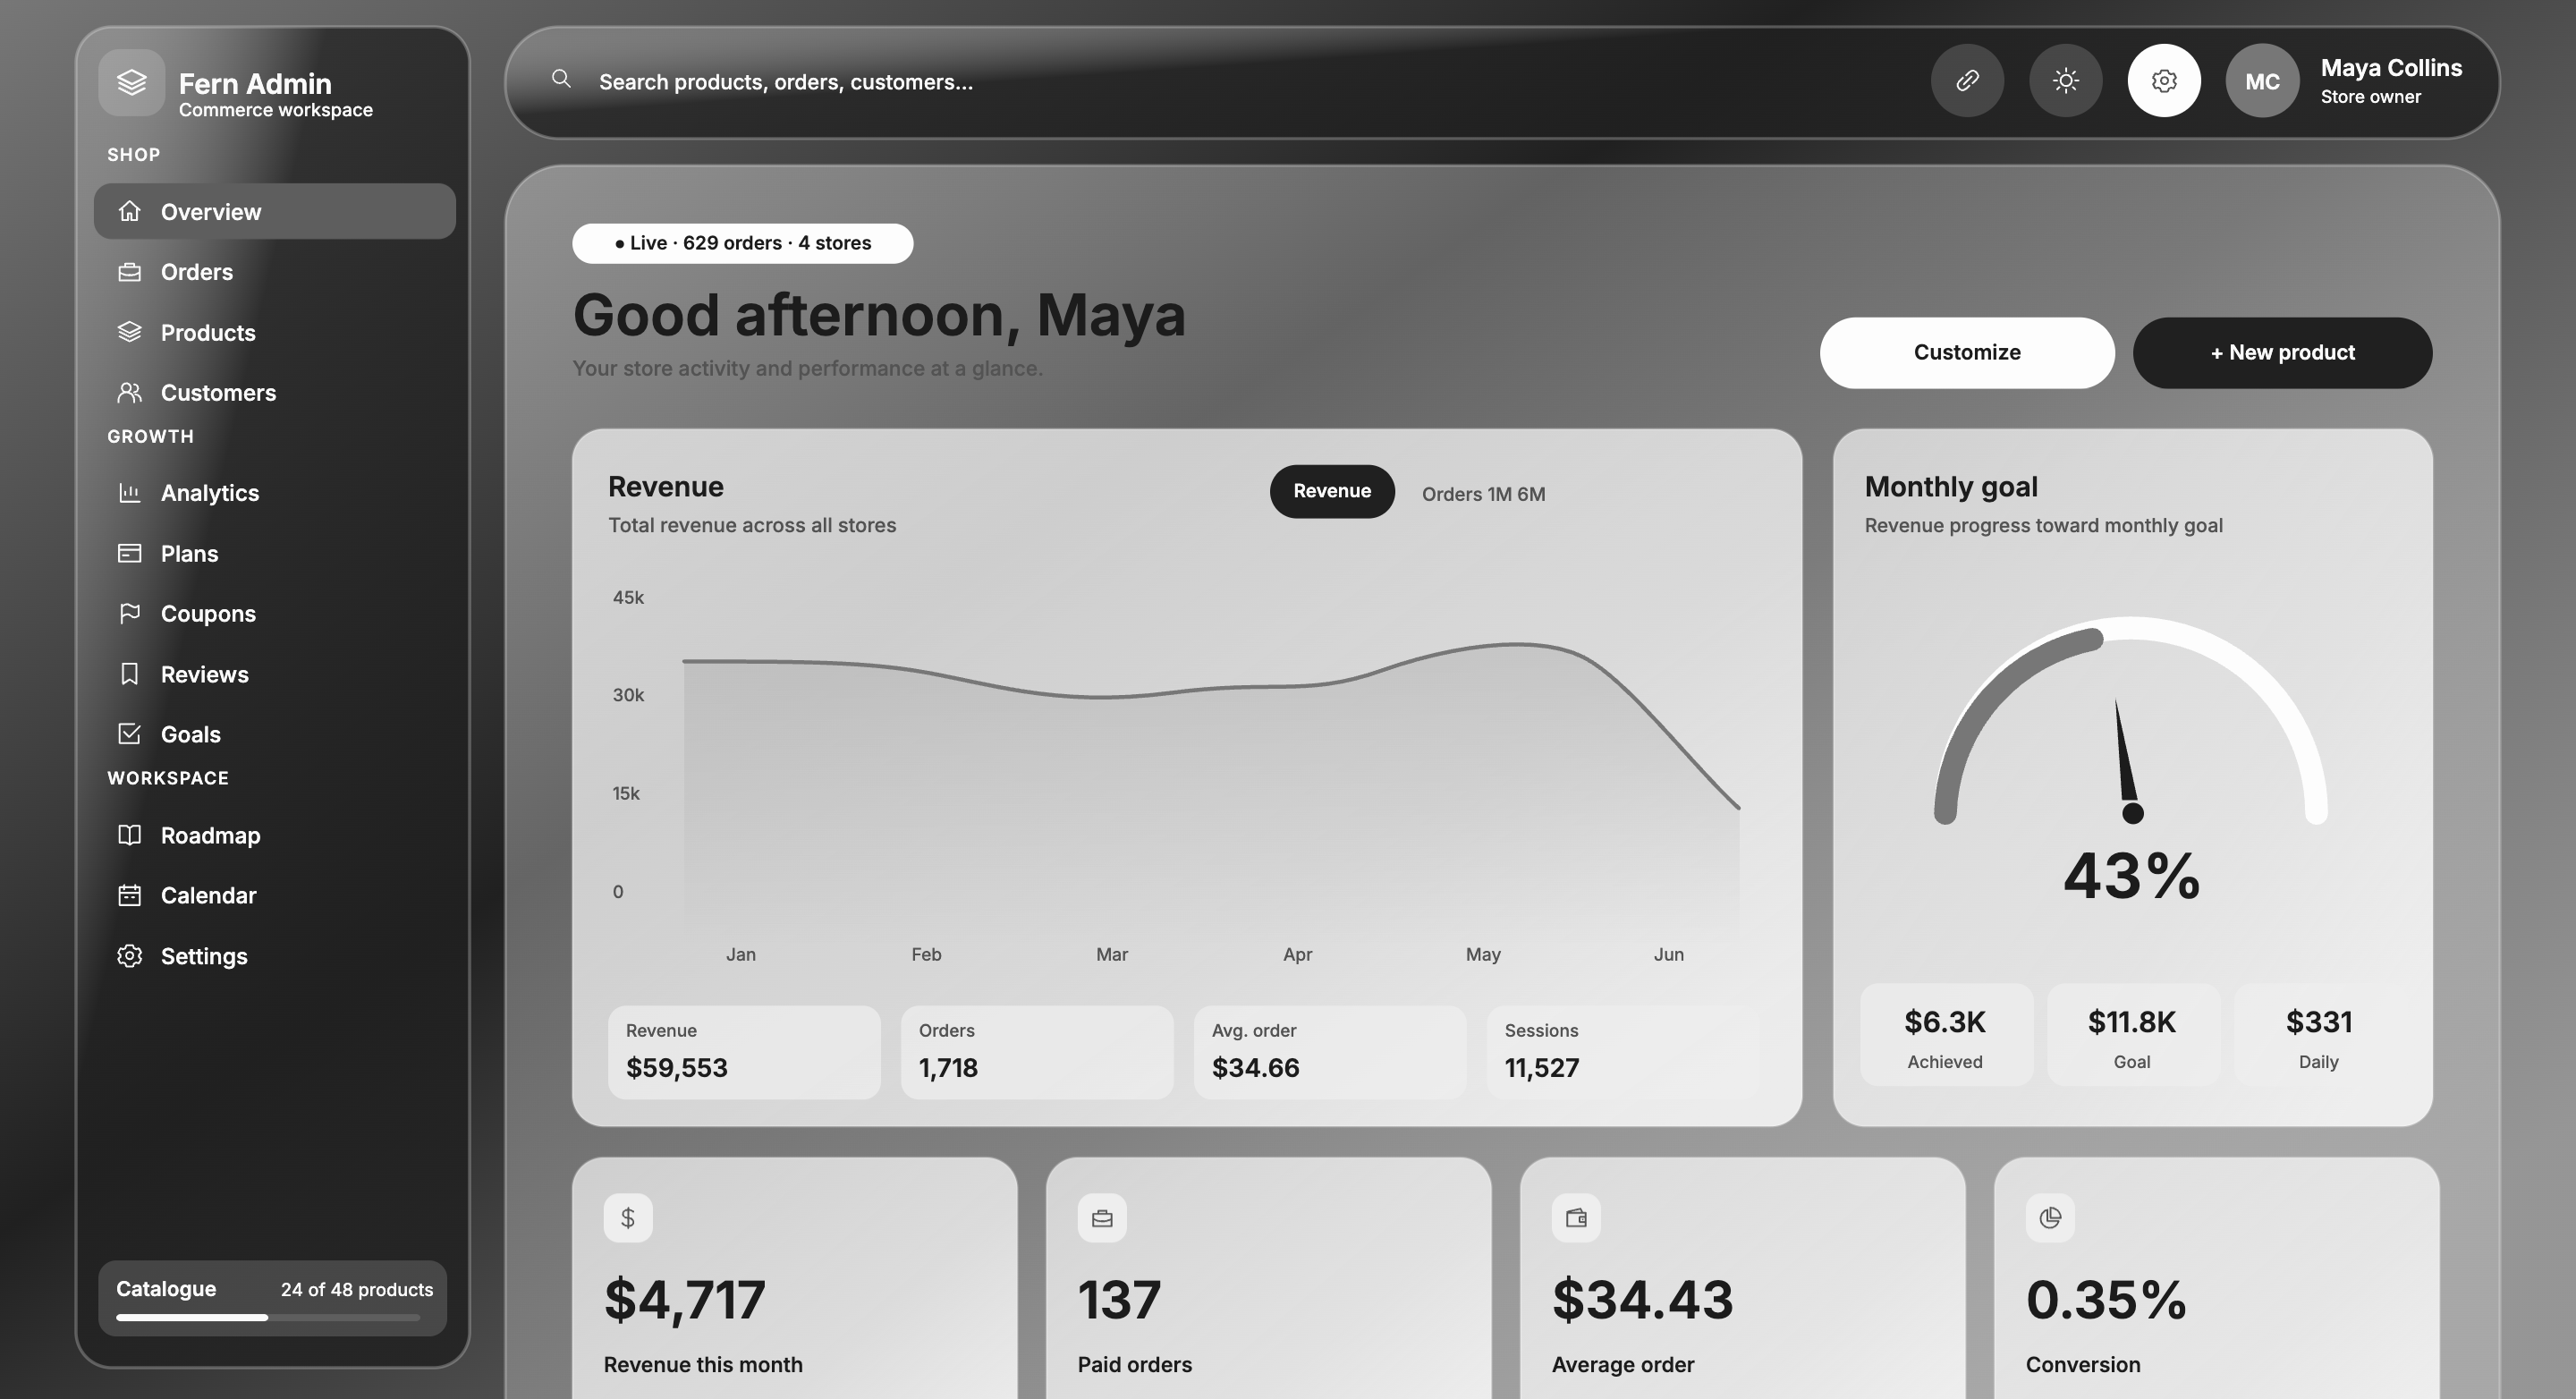 Fern Admin
Commerce workspace
SHOP
Overview
Orders
Products
Customers
GROWTH
Analytics
Plans
Coupons
Reviews
Goals
WORKSPACE
Roadmap
Calendar
Settings
Catalogue 24 of 48 products
Search products, orders, customers...
MC
Maya Collins
Store owner
• Live · 629 orders · 4 stores
Good afternoon, Maya
Your store activity and performance at a glance.
Customize
+ New product
Revenue
Total revenue across all stores
Revenue Orders 1M 6M
45k
30k
15k
0
Jan Feb Mar Apr May Jun
Revenue
$59,553
Orders
1,718
Avg. order
$34.66
Sessions
11,527
Monthly goal
Revenue progress toward monthly goal
43%
$6.3K
Achieved
$11.8K
Goal
$331
Daily
$4,717
Revenue this month
137
Paid orders
$34.43
Average order
0.35%
Conversion